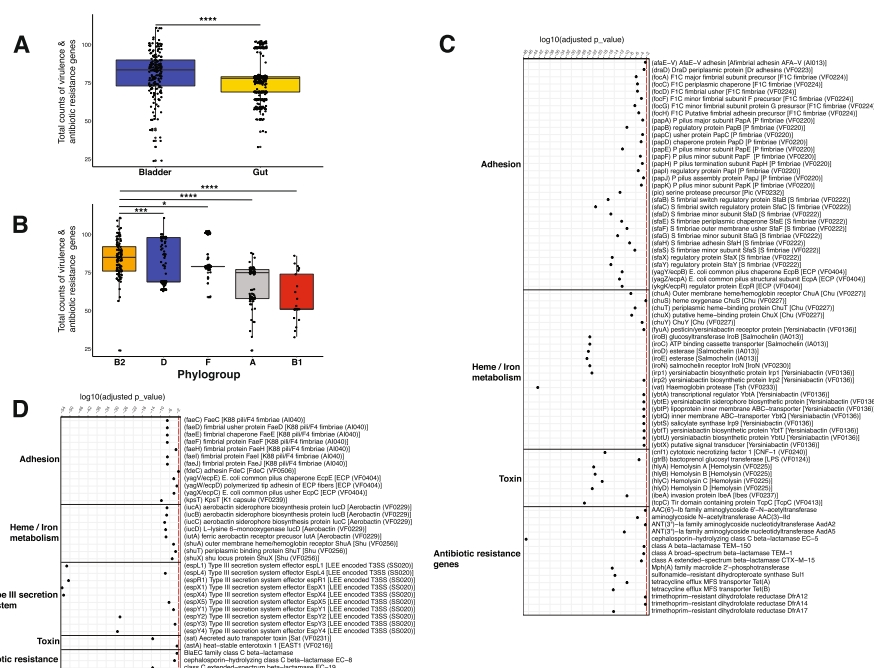 A
B
C
D
****
Total counts of virulence &
antibiotic resistance genes
100
75
50
25
Bladder
Gut
****
****
*
***
Total counts of virulence &
antibiotic resistance genes
100
75
50
25
B2
D
F
A
B1
Phylogroup
log10(adjusted p_value)
Adhesion
(afaE−V) AfaE−V adhesin [Afimbrial adhesin AFA−V (AI013)]
(draD) DraD periplasmic protein [Dr adhesins (VF0223)]
(focA) F1C major fimbrial subunit precursor [F1C fimbriae (VF0224)]
(focC) F1C periplasmic chaperone [F1C fimbriae (VF0224)]
(focD) F1C fimbrial usher [F1C fimbriae (VF0224)]
(focF) F1C minor fimbrial subunit F precursor [F1C fimbriae (VF0224)]
(focG) F1C minor fimbrial subunit protein G presursor [F1C fimbriae (VF0224
(focH) F1C Putative fimbrial adhesin precursor [F1C fimbriae (VF0224)]
(papA) P pilus major subunit PapA [P fimbriae (VF0220)]
(papB) regulatory protein PapB [P fimbriae (VF0220)]
(papC) usher protein PapC [P fimbriae (VF0220)]
(papD) chaperone protein PapD [P fimbriae (VF0220)]
(papE) P pilus minor subunit PapE [P fimbriae (VF0220)]
(papF) P pilus minor subunit PapF [P fimbriae (VF0220)]
(papH) P pilus termination subunit PapH [P fimbriae (VF0220)]
(papI) regulatory protein PapI [P fimbriae (VF0220)]
(papJ) P pilus assembly protein PapJ [P fimbriae (VF0220)]
(papK) P pilus minor subunit PapK [P fimbriae (VF0220)]
(pic) serine protease precursor [Pic (VF0232)]
(sfaB) S fimbrial switch regulatory protein SfaB [S fimbriae (VF0222)]
(sfaC) S fimbrial switch regulatory protein SfaC [S fimbriae (VF0222)]
(sfaD) S fimbriae minor subunit SfaD [S fimbriae (VF0222)]
(sfaE) S fimbriae periplasmic chaperone SfaE [S fimbriae (VF0222)]
(sfaF) S fimbriae outer membrane usher SfaF [S fimbriae (VF0222)]
(sfaG) S fimbriae minor subunit SfaG [S fimbriae (VF0222)]
(sfaH) S fimbriae adhesin SfaH [S fimbriae (VF0222)]
(sfaS) S fimbriae minor subunit SfaS [S fimbriae (VF0222)]
(sfaX) regulatory protein SfaX [S fimbriae (VF0222)]
(sfaY) regulatory protein SfaY [S fimbriae (VF0222)]
(yagY/ecpB) E. coli common pilus chaperone EcpB [ECP (VF0404)]
(yagZ/ecpA) E. coli common pilus structural subunit EcpA [ECP (VF0404)]
(ykgK/ecpR) regulator protein EcpR [ECP (VF0404)]
Heme / Iron
metabolism
(chuA) Outer membrane heme/hemoglobin receptor ChuA [Chu (VF0227)]
(chuS) heme oxygenase ChuS [Chu (VF0227)]
(chuT) periplasmic heme−binding protein ChuT [Chu (VF0227)]
(chuX) putative heme−binding protein ChuX [Chu (VF0227)]
(chuY) ChuY [Chu (VF0227)]
(fyuA) pesticin/yersiniabactin receptor protein [Yersiniabactin (VF0136)]
(iroB) glucosyltransferase IroB [Salmochelin (IA013)]
(iroC) ATP binding cassette transporter [Salmochelin (IA013)]
(iroD) esterase [Salmochelin (IA013)]
(iroE) esterase [Salmochelin (IA013)]
(iroN) salmochelin receptor IroN [IroN (VF0230)]
(irp1) yersiniabactin biosynthetic protein Irp1 [Yersiniabactin (VF0136)]
(irp2) yersiniabactin biosynthetic protein Irp2 [Yersiniabactin (VF0136)]
(vat) Haemoglobin protease [Tsh (VF0233)]
(ybtA) transcriptional regulator YbtA [Yersiniabactin (VF0136)]
(ybtE) yersiniabactin siderophore biosynthetic protein [Yersiniabactin (VF0136
(ybtP) lipoprotein inner membrane ABC−transporter [Yersiniabactin (VF0136)
(ybtQ) inner membrane ABC−transporter YbtQ [Yersiniabactin (VF0136)]
(ybtS) salicylate synthase Irp9 [Yersiniabactin (VF0136)]
(ybtT) yersiniabactin biosynthetic protein YbtT [Yersiniabactin (VF0136)]
(ybtU) yersiniabactin biosynthetic protein YbtU [Yersiniabactin (VF0136)]
(ybtX) putative signal transducer [Yersiniabactin (VF0136)]
Toxin
(cnf1) cytotoxic necrotizing factor 1 [CNF−1 (VF0240)]
(gtrB) bactoprenol glucosyl transferase [LPS (VF0124)]
(hlyA) Hemolysin A [Hemolysin (VF0225)]
(hlyB) Hemolysin B [Hemolysin (VF0225)]
(hlyC) Hemolysin C [Hemolysin (VF0225)]
(hlyD) Hemolysin D [Hemolysin (VF0225)]
(ibeA) invasion protein IbeA [Ibes (VF0237)]
(tcpC) Tir domain containing protein TcpC [TcpC (VF0413)]
Antibiotic resistance
genes
AAC(6')−Ib family aminoglycoside 6'−N−acetyltransferase
aminoglycoside N−acetyltransferase AAC(3)−IId
ANT(3'')−Ia family aminoglycoside nucleotidyltransferase AadA2
ANT(3'')−Ia family aminoglycoside nucleotidyltransferase AadA5
cephalosporin−hydrolyzing class C beta−lactamase EC−5
class A beta−lactamase TEM−150
class A broad−spectrum beta−lactamase TEM−1
class A extended−spectrum beta−lactamase CTX−M−15
Mph(A) family macrolide 2'−phosphotransferase
sulfonamide−resistant dihydropteroate synthase Sul1
tetracycline efflux MFS transporter Tet(A)
tetracycline efflux MFS transporter Tet(B)
trimethoprim−resistant dihydrofolate reductase DfrA12
trimethoprim−resistant dihydrofolate reductase DfrA14
trimethoprim−resistant dihydrofolate reductase DfrA17
log10(adjusted p_value)
Adhesion
(faeC) FaeC [K88 pili/F4 fimbriae (AI040)]
(faeD) fimbrial usher protein FaeD [K88 pili/F4 fimbriae (AI040)]
(faeE) fimbrial chaperone FaeE [K88 pili/F4 fimbriae (AI040)]
(faeF) fimbrial protein FaeF [K88 pili/F4 fimbriae (AI040)]
(faeH) fimbrial protein FaeH [K88 pili/F4 fimbriae (AI040)]
(faeI) fimbrial protein FaeI [K88 pili/F4 fimbriae (AI040)]
(faeJ) fimbrial protein FaeJ [K88 pili/F4 fimbriae (AI040)]
(fdeC) adhesin FdeC [FdeC (VF0506)]
(yagV/ecpE) E. coli common pilus chaperone EcpE [ECP (VF0404)]
(yagW/ecpD) polymerized tip adhesin of ECP fibers [ECP (VF0404)]
(yagX/ecpC) E. coli common pilus usher EcpC [ECP (VF0404)]
(kpsT) KpsT [K1 capsule (VF0239)]
Heme / Iron
metabolism
(iucA) aerobactin siderophore biosynthesis protein IucA [Aerobactin (VF0229)]
(iucB) aerobactin siderophore biosynthesis protein IucB [Aerobactin (VF0229)]
(iucC) aerobactin siderophore biosynthesis protein IucC [Aerobactin (VF0229)]
(iucD) L−lysine 6−monooxygenase IucD [Aerobactin (VF0229)]
(iutA) ferric aerobactin receptor precusor IutA [Aerobactin (VF0229)]
(shuA) outer membrane heme/hemoglobin receptor ShuA [Shu (VF0256)]
(shuT) periplasmic binding protein ShuT [Shu (VF0256)]
(shuX) shu locus protein ShuX [Shu (VF0256)]
pe III secretion
stem
(espL1) Type III secretion system effector espL1 [LEE encoded T3SS (SS020)]
(espL4) Type III secretion system effector EspL4 [LEE encoded T3SS (SS020)]
(espR1) Type III secretion system effector EspR1 [LEE encoded T3SS (SS020)]
(espX1) Type III secretion system effector EspX1 [LEE encoded T3SS (SS020)]
(espX4) Type III secretion system effector EspX4 [LEE encoded T3SS (SS020)]
(espX5) Type III secretion system effector EspX5 [LEE encoded T3SS (SS020)]
(espY1) Type III secretion system effector EspY1 [LEE encoded T3SS (SS020)]
(espY2) Type III secretion system effector EspY2 [LEE encoded T3SS (SS020)]
(espY3) Type III secretion system effector EspY3 [LEE encoded T3SS (SS020)]
(espY4) Type III secretion system effector EspY4 [LEE encoded T3SS (SS020)]
Toxin
(sat) Aecreted auto transpoter toxin [Sat (VF0231)]
(astA) heat−stable enterotoxin 1 [EAST1 (VF0216)]
otic resistance
BlaEC family class C beta−lactamase
cephalosporin−hydrolyzing class C beta−lactamase EC−8
class C extended−spectrum beta−lactamase